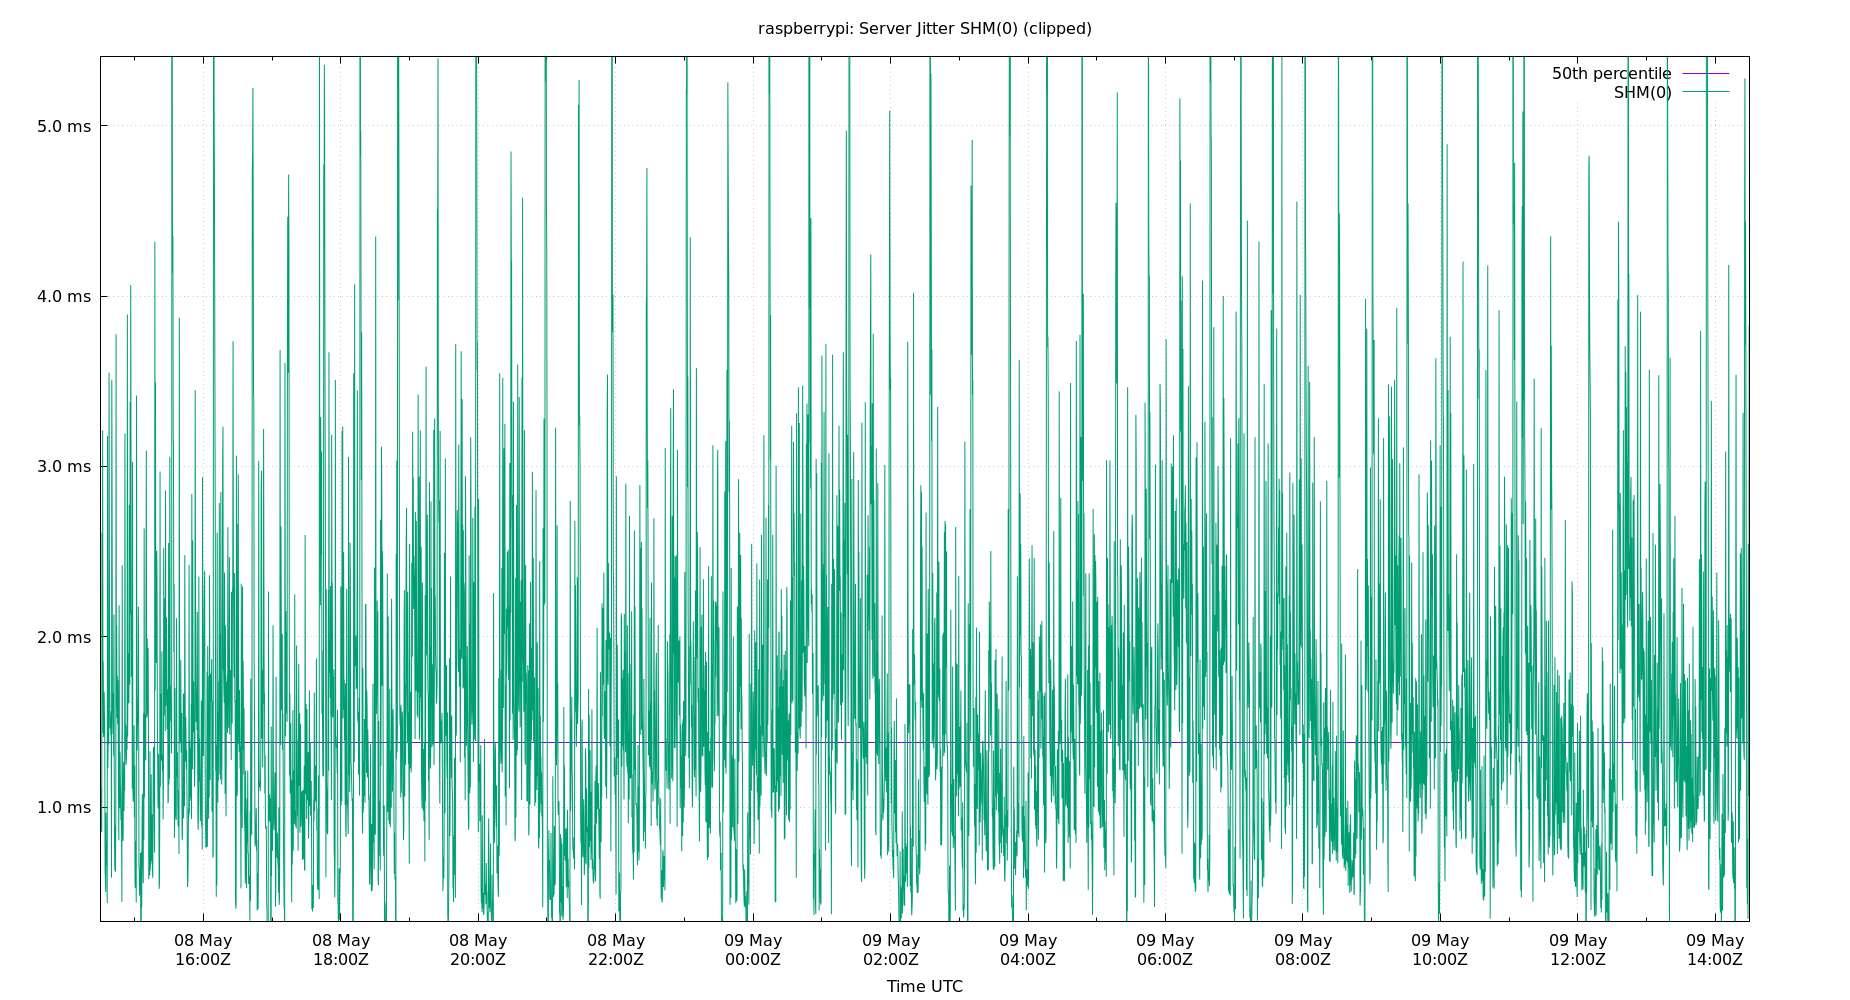 raspberrypi: Server Jitter SHM(0) (clipped)
50th percentile
SHM(0)
5.0 ms
4.0 ms
3.0 ms
2.0 ms
1.0 ms
08 May 08 May 08 May 08 May 09 May 09 May 09 May 09 May 09 May 09 May 09 May 09 May
16:00Z 18:00Z 20:00Z 22:00Z 00:00Z 02:00Z 04:00Z 06:00Z 08:00Z 10:00Z 12:00Z 14:00Z
Time UTC